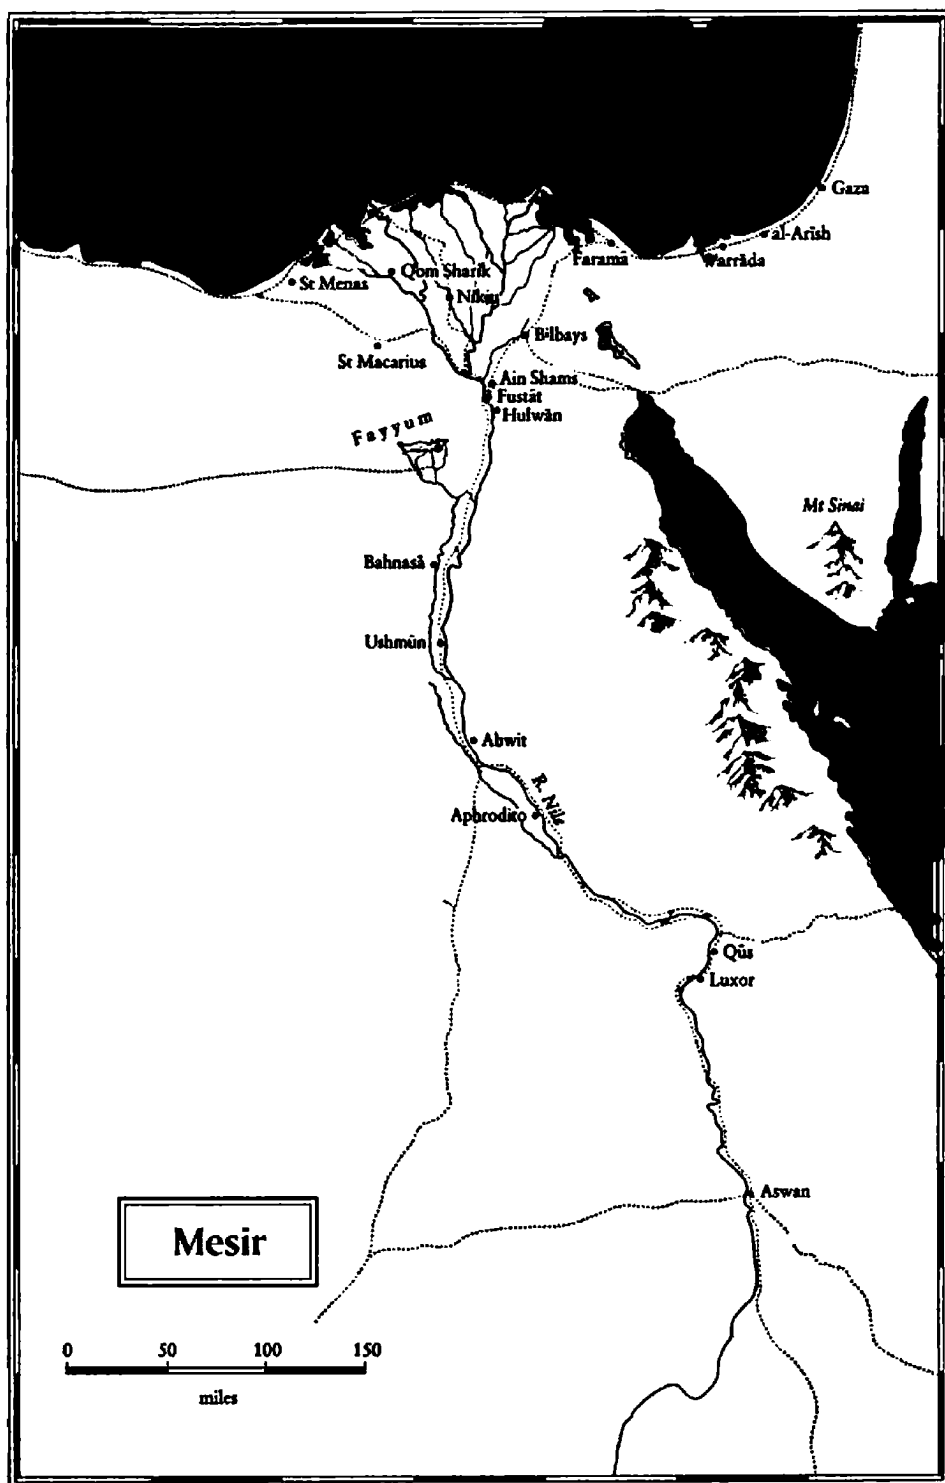 Gaza
al-Arīsh
Warrāda
Faramā
Qom Sharīk
St Menas
Nikiu
Bilbays
St Macarius
Ain Shams
Fustāt
Hulwān
Fayyum
Mt Sinai
Bahnasā
Ushmūn
Abwit
R. Nile
Aphrodito
Qūs
Luxor
Aswan
Mesir
0 50 100 150
miles